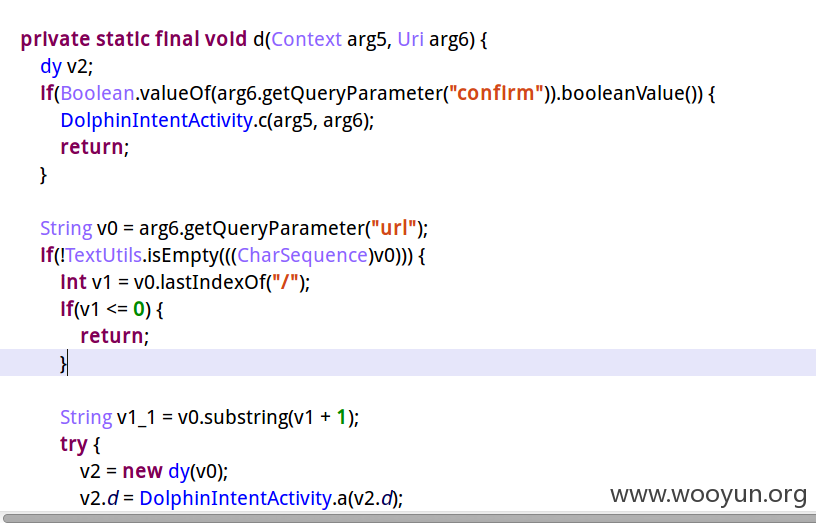 private static final void d(Context arg5, Uri arg6) {
dy v2;
if(Boolean.valueOf(arg6.getQueryParameter("confirm")).booleanValue()) {
DolphinIntentActivity.c(arg5, arg6);
return;
}
String v0 = arg6.getQueryParameter("url");
if(!TextUtils.isEmpty(((CharSequence)v0))) {
int v1 = v0.lastIndexOf("/");
if(v1 <= 0) {
return;
}
String v1_1 = v0.substring(v1 + 1);
try {
v2 = new dy(v0);
v2.d = DolphinIntentActivity.a(v2.d);
www.wooyun.org